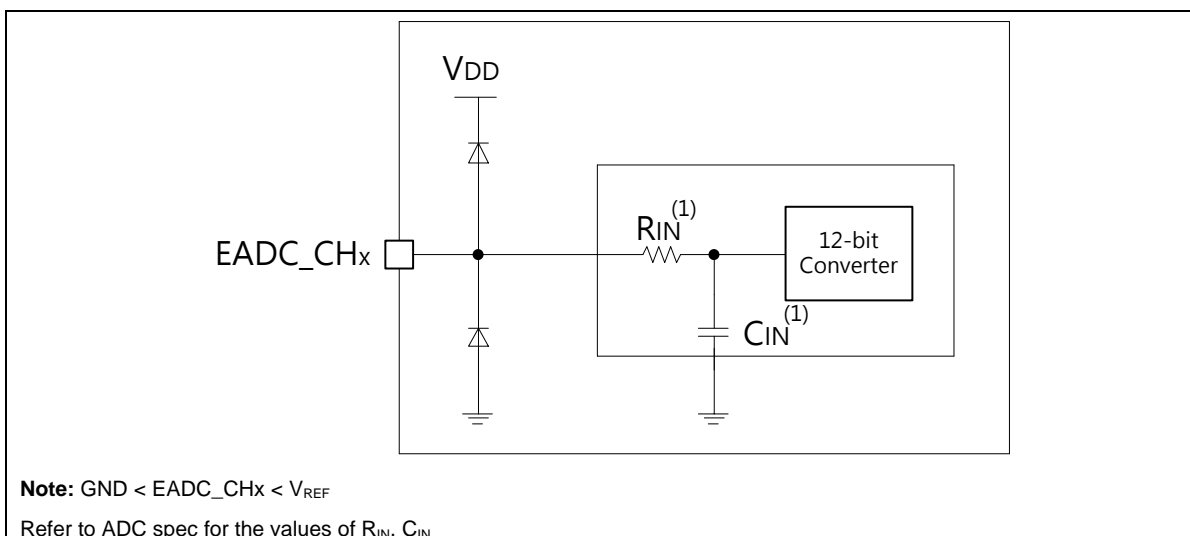 VDD
EADC_CHx
RIN(1)
12-bit
Converter
CIN(1)
Note: GND < EADC_CHx < VREF
Refer to ADC spec for the values of RIN, CIN